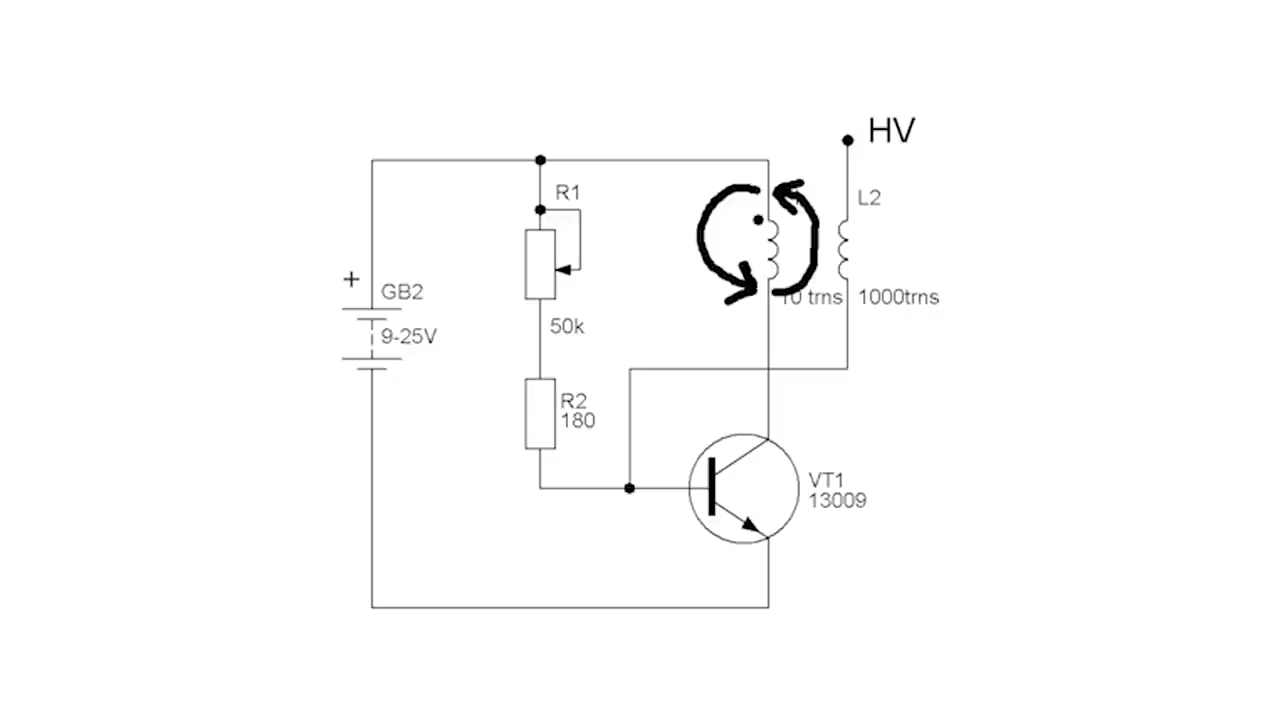 HV
R1
L2
+
GB2
9-25V
50k
10 trns
1000trns
R2
180
VT1
13009